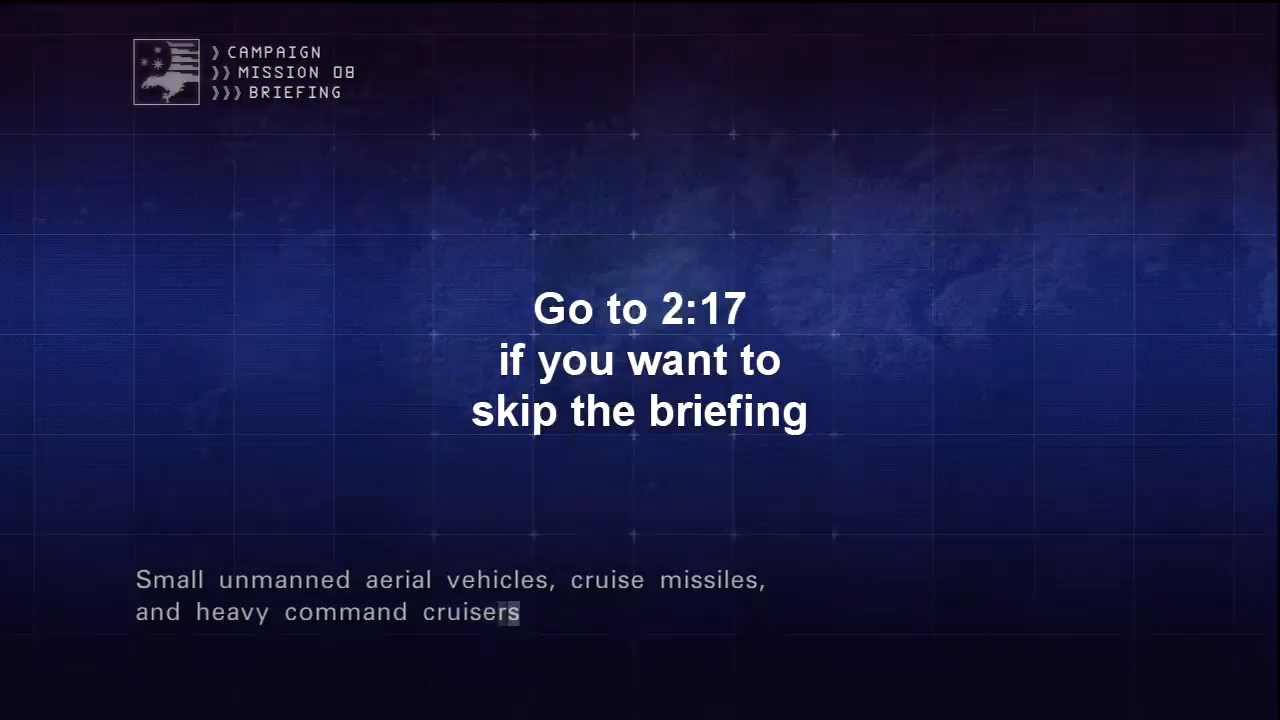 ❭ CAMPAIGN
❭❭ MISSION 08
❭❭❭ BRIEFING
Go to 2:17
if you want to
skip the briefing
Small unmanned aerial vehicles, cruise missiles,
and heavy command cruisers